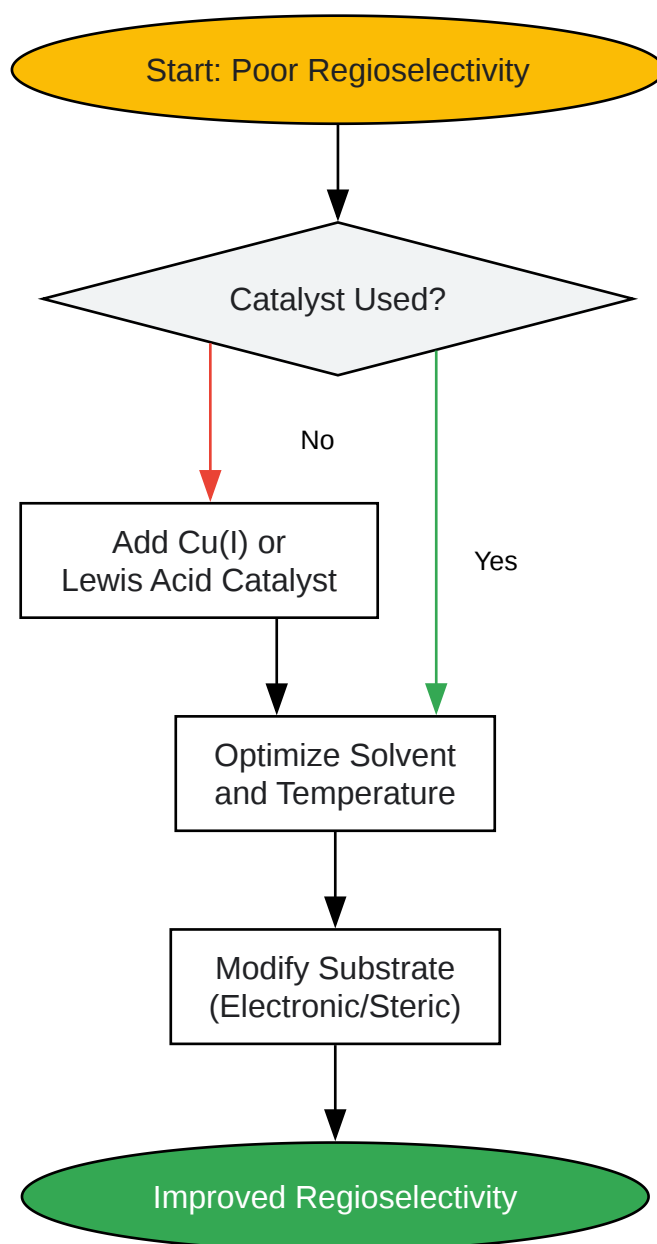 Start: Poor Regioselectivity
Catalyst Used?
No
Add Cu(I) or
Lewis Acid Catalyst
Yes
Optimize Solvent
and Temperature
Modify Substrate
(Electronic/Steric)
Improved Regioselectivity